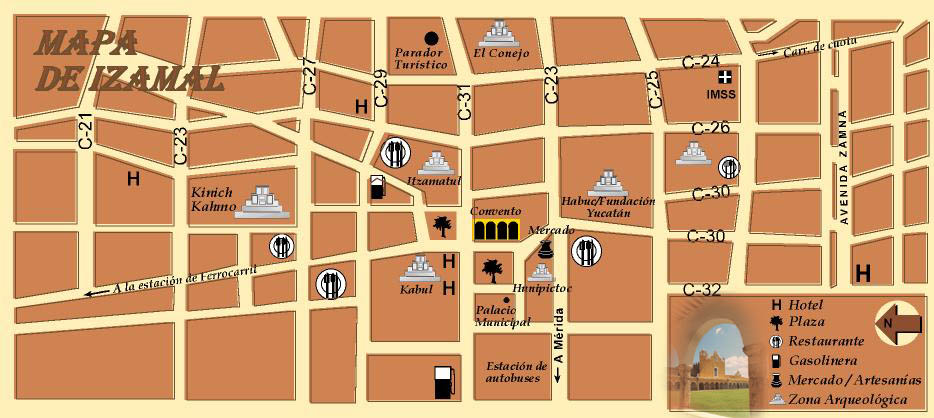 MAPA
DE IZAMAL
Parador
Turístico
El Conejo
Carr. de cuota
C-27
C-29
C-31
C-23
C-25
C-24
IMSS
C-21
C-23
H
H
C-26
AVENIDA ZAMNA
Itzamatul
Kinich
Kakmo
Habuc/Fundación
Yucatán
C-30
Convento
Mercado
C-30
A la estación de Ferrocarril
H
H
H
Kabul
Hunipictoc
C-32
Palacio
Municipal
A Mérida
Estación de
autobuses
H Hotel
Plaza
Restaurante
Gasolinera
Mercado / Artesanías
Zona Arqueológica
N